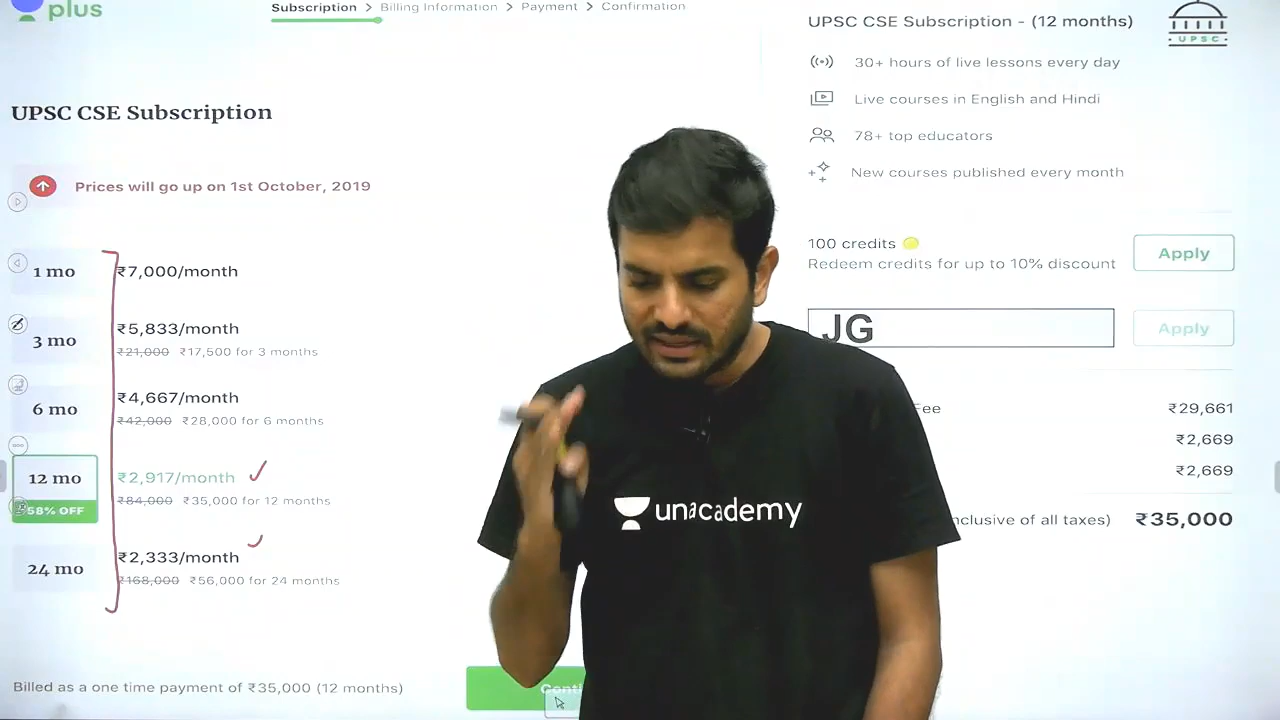 plus
Subscription > Billing Information > Payment > Confirmation
UPSC CSE Subscription
Prices will go up on 1st October, 2019
1 mo
₹7,000/month
3 mo
₹5,833/month
₹21,000 ₹17,500 for 3 months
6 mo
₹4,667/month
₹42,000 ₹28,000 for 6 months
12 mo
58% OFF
₹2,917/month
₹84,000 ₹35,000 for 12 months
24 mo
₹2,333/month
₹168,000 ₹56,000 for 24 months
Billed as a one time payment of ₹35,000 (12 months)
UPSC CSE Subscription - (12 months)
UPSC
30+ hours of live lessons every day
Live courses in English and Hindi
78+ top educators
New courses published every month
100 credits
Redeem credits for up to 10% discount
Apply
JG
Apply
Fee ₹29,661
₹2,669
₹2,669
inclusive of all taxes) ₹35,000
unacademy